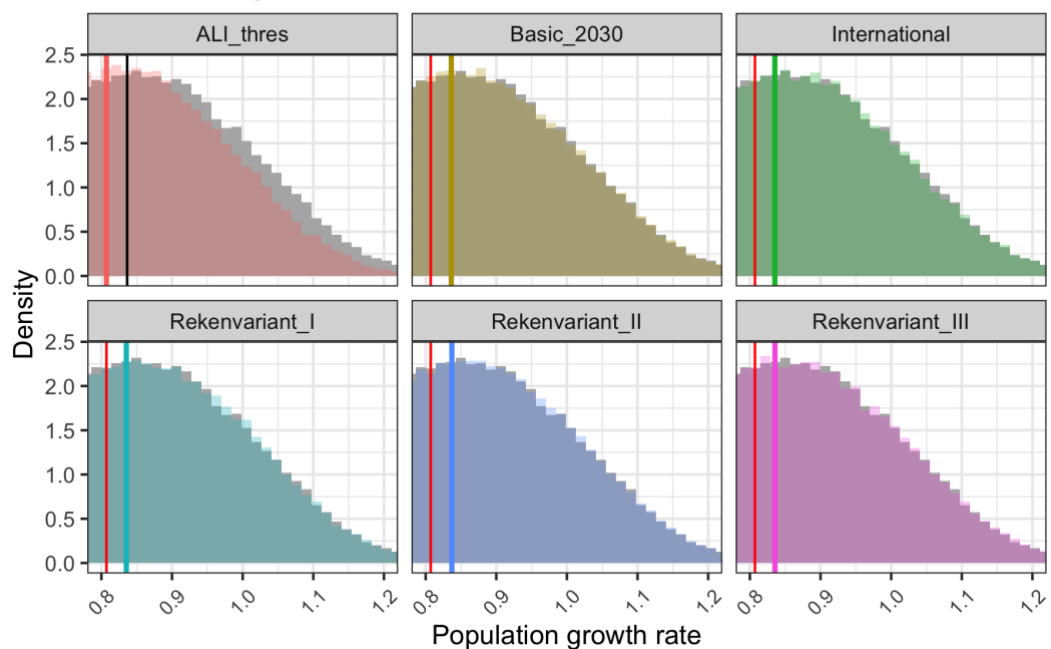 ALI_thres
Basic_2030
International
2.5
2.0
1.5
1.0
0.5
0.0
Rekenvariant_I
Rekenvariant_II
Rekenvariant_III
2.5
2.0
1.5
1.0
0.5
0.0
Density
0.8 0.9 1.0 1.1 1.2
0.8 0.9 1.0 1.1 1.2
0.8 0.9 1.0 1.1 1.2
Population growth rate